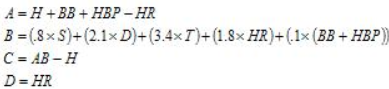 A = H + BB + HBP − HR
B = (.8×S)+(2.1×D)+(3.4×T)+(1.8×HR)+(.1×(BB + HBP))
C = AB − H
D = HR